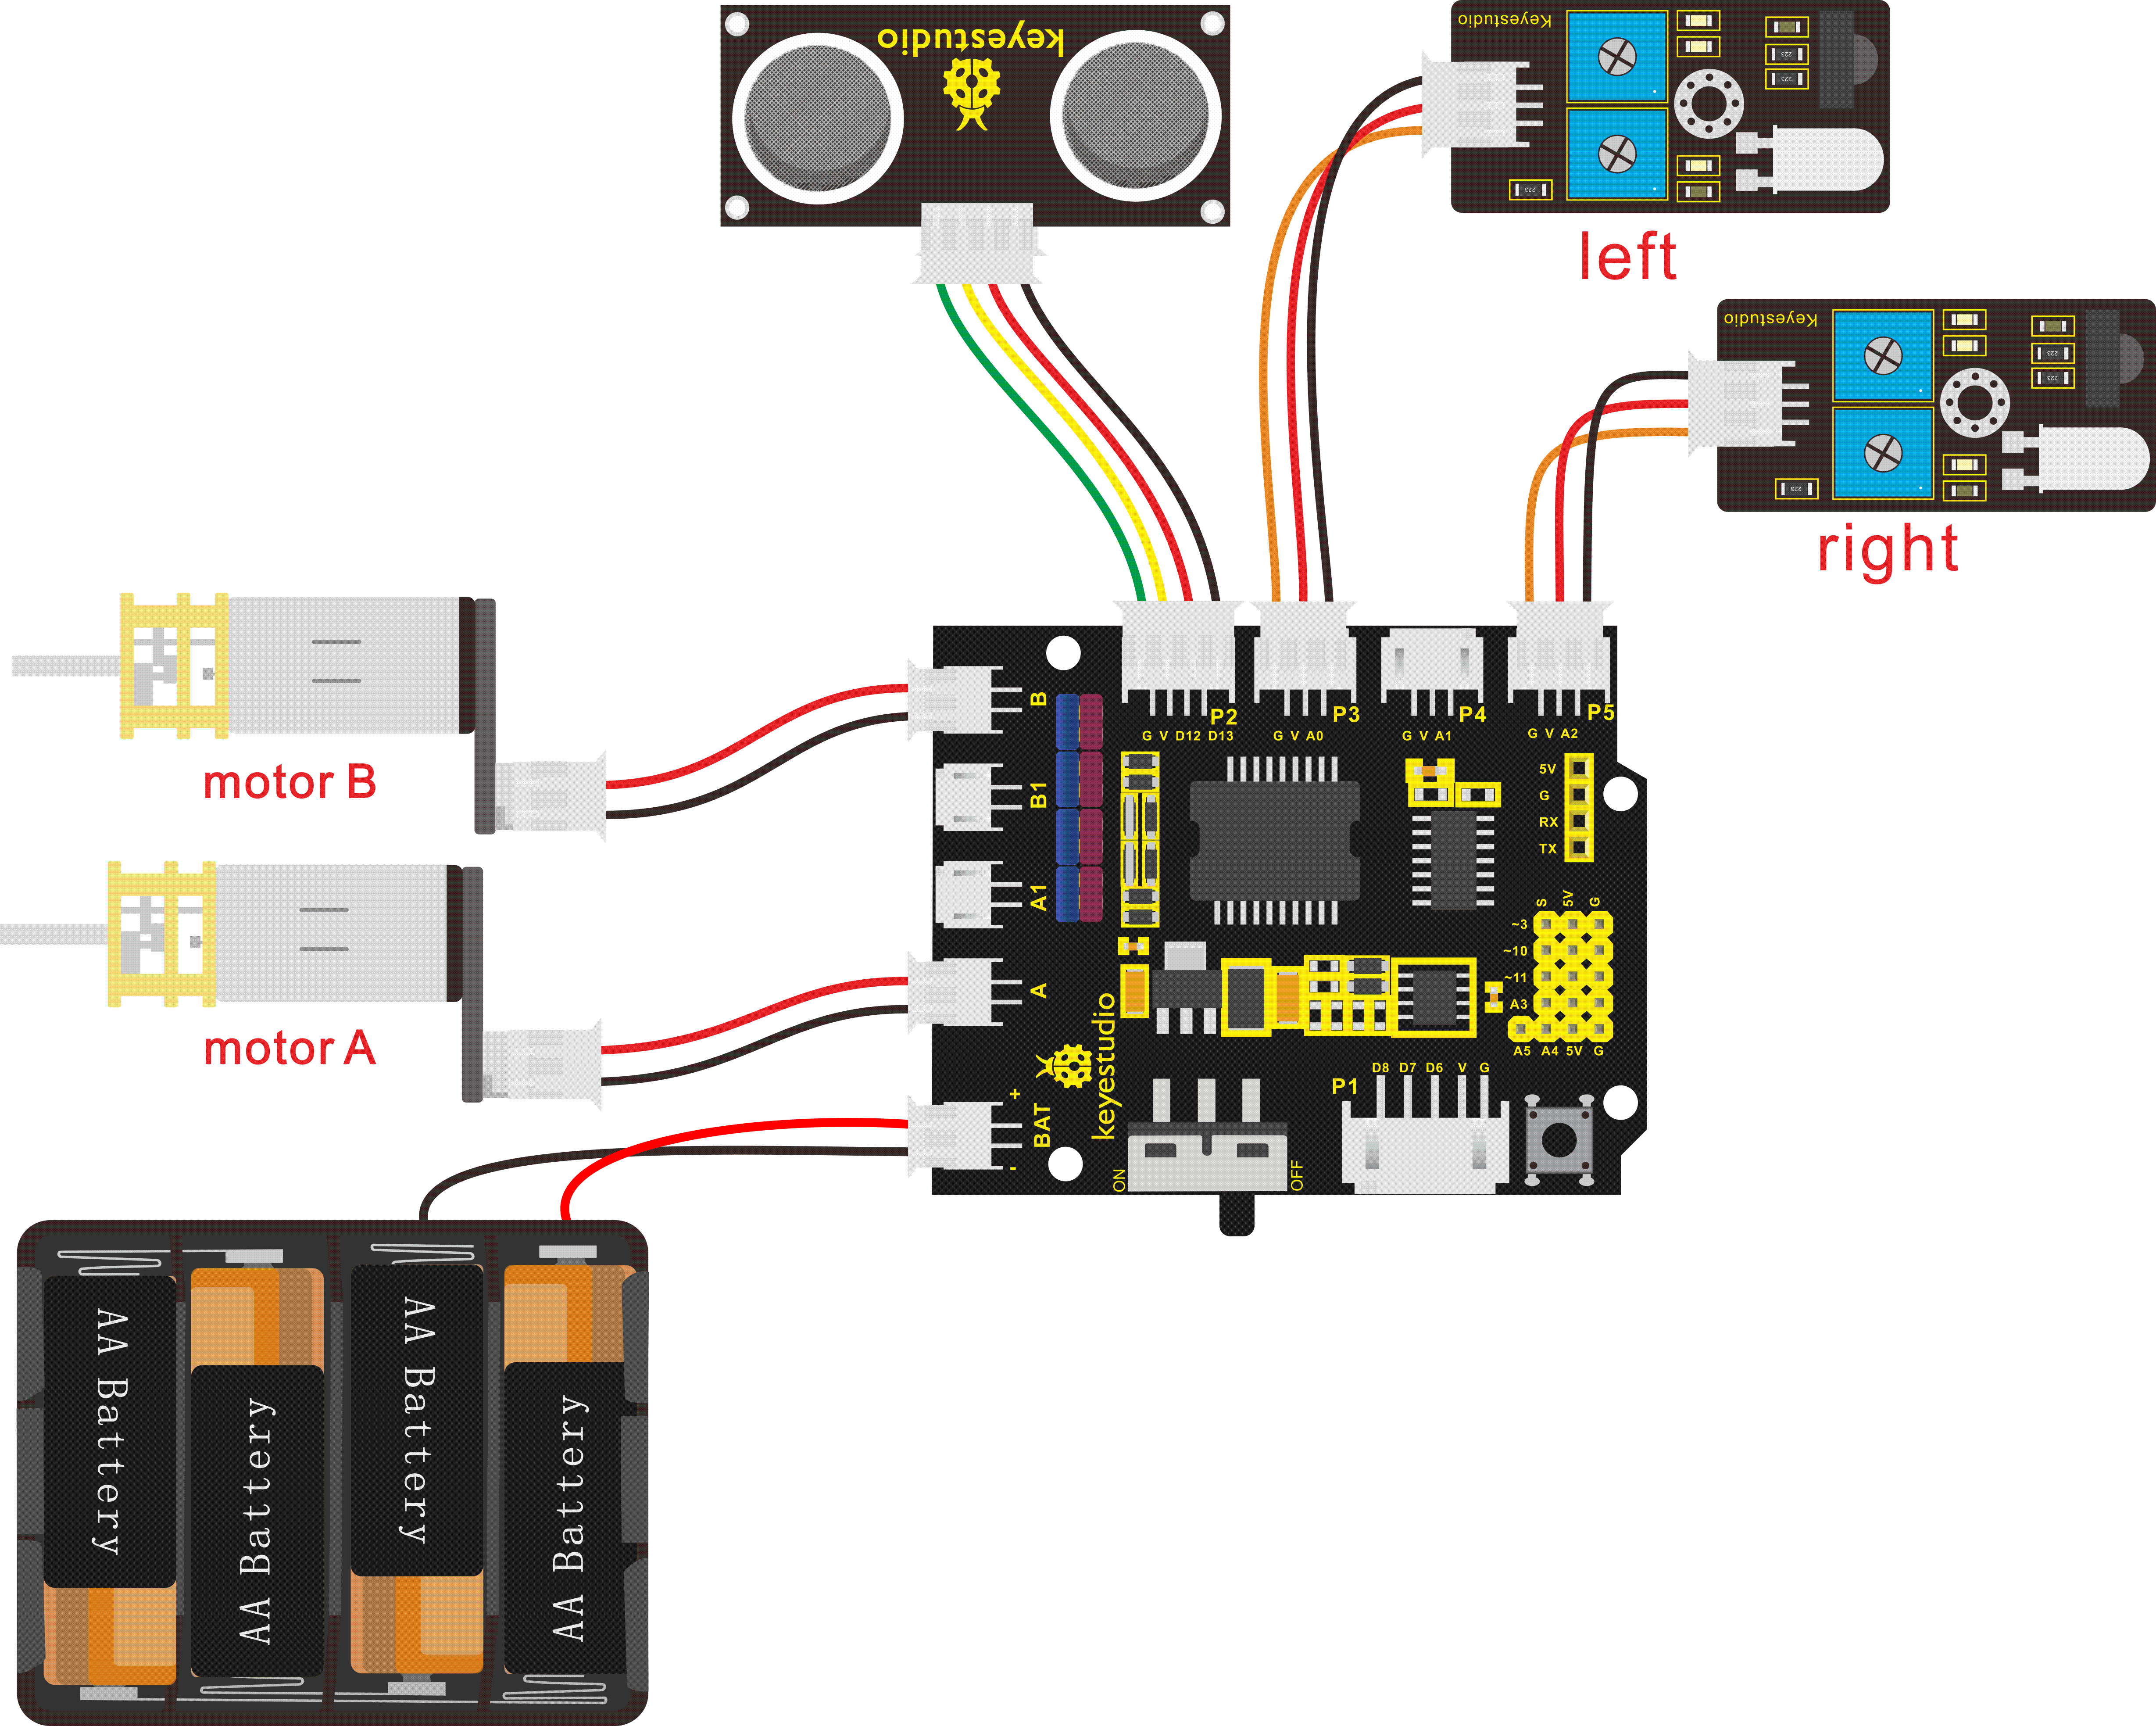 keyestudio
Keyestudio
223
223
223
left
Keyestudio
223
223
223
right
motor B
motor A
B
B1
A1
A
+
BAT
-
P2
G V D12 D13
P3
G V A0
P4
G V A1
P5
G V A2
5V
G
RX
TX
S 5V G
~3
~10
~11
A3
A5 A4 5V G
keyestudio
P1
D8 D7 D6 V G
ON
OFF
AA Battery
AA Battery
AA Battery
AA Battery